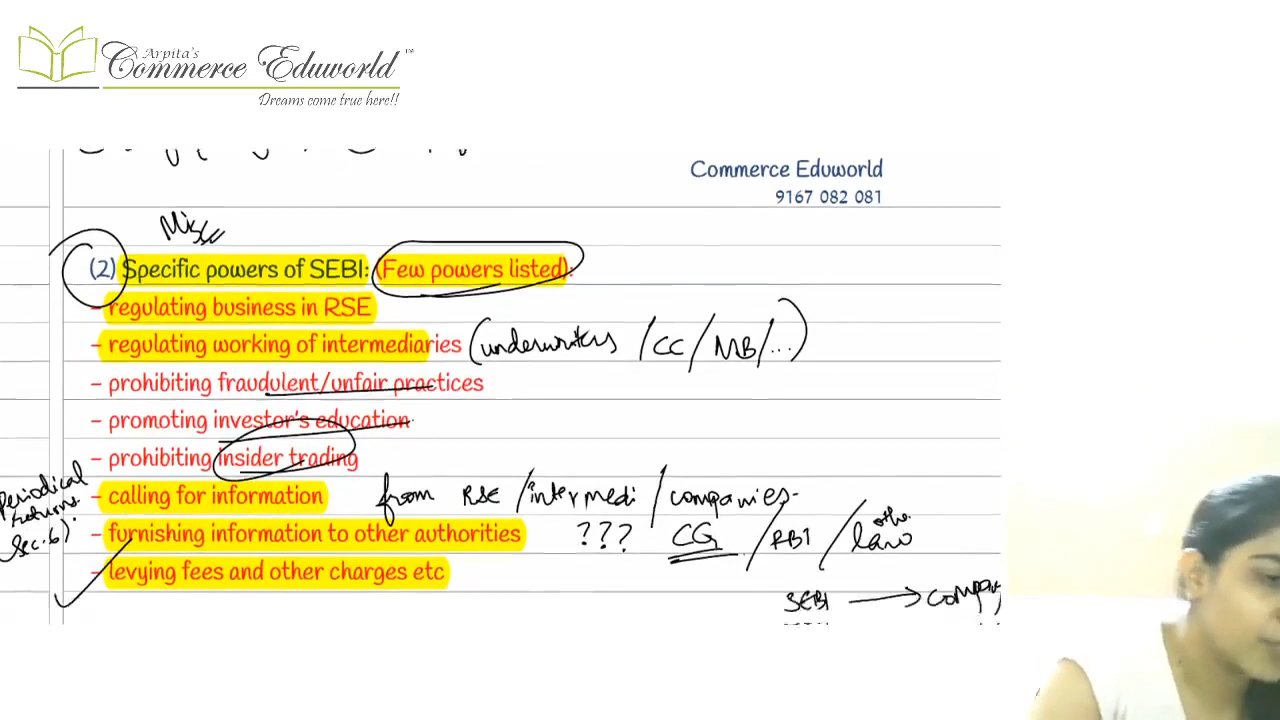 Arpita's
Commerce Eduworld™
Dreams come true here!!
Commerce Eduworld
9167 082 081
Misc
(2) Specific powers of SEBI: (Few powers listed):
- regulating business in RSE
- regulating working of intermediaries (underwriters / CC / MB / ...)
- prohibiting fraudulent/unfair practices
- promoting investor's education
- prohibiting insider trading
Periodical
- calling for information from RSE / intermedi / companies-
returns
sec. 6)
- furnishing information to other authorities ??? CG / RBI / othr. law
- levying fees and other charges etc
SEBI → company